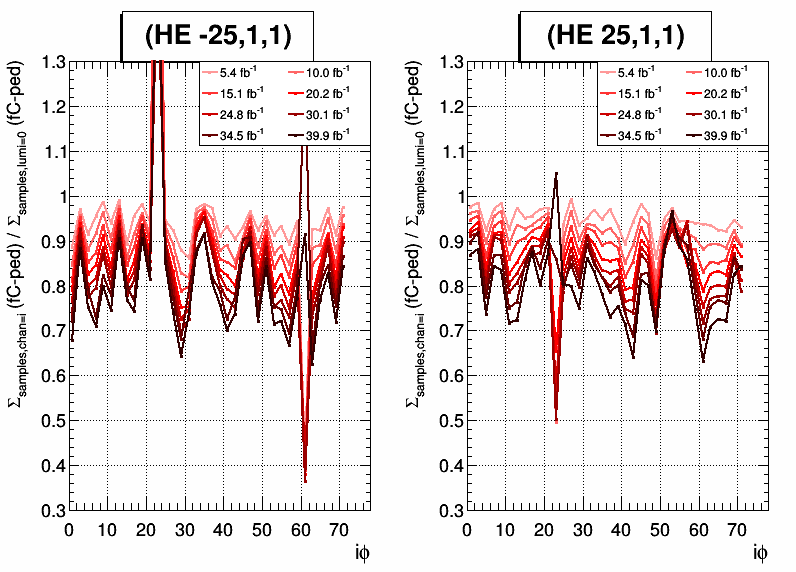 (HE -25,1,1)
Σsamples,chan=i (fC-ped) / Σsamples,lumi=0 (fC-ped)
1.3
1.2
1.1
1
0.9
0.8
0.7
0.6
0.5
0.4
0.3
5.4 fb-1 10.0 fb-1
15.1 fb-1 20.2 fb-1
24.8 fb-1 30.1 fb-1
34.5 fb-1 39.9 fb-1
0 10 20 30 40 50 60 70
iϕ
(HE 25,1,1)
Σsamples,chan=i (fC-ped) / Σsamples,lumi=0 (fC-ped)
1.3
1.2
1.1
1
0.9
0.8
0.7
0.6
0.5
0.4
0.3
5.4 fb-1 10.0 fb-1
15.1 fb-1 20.2 fb-1
24.8 fb-1 30.1 fb-1
34.5 fb-1 39.9 fb-1
0 10 20 30 40 50 60 70
iϕ